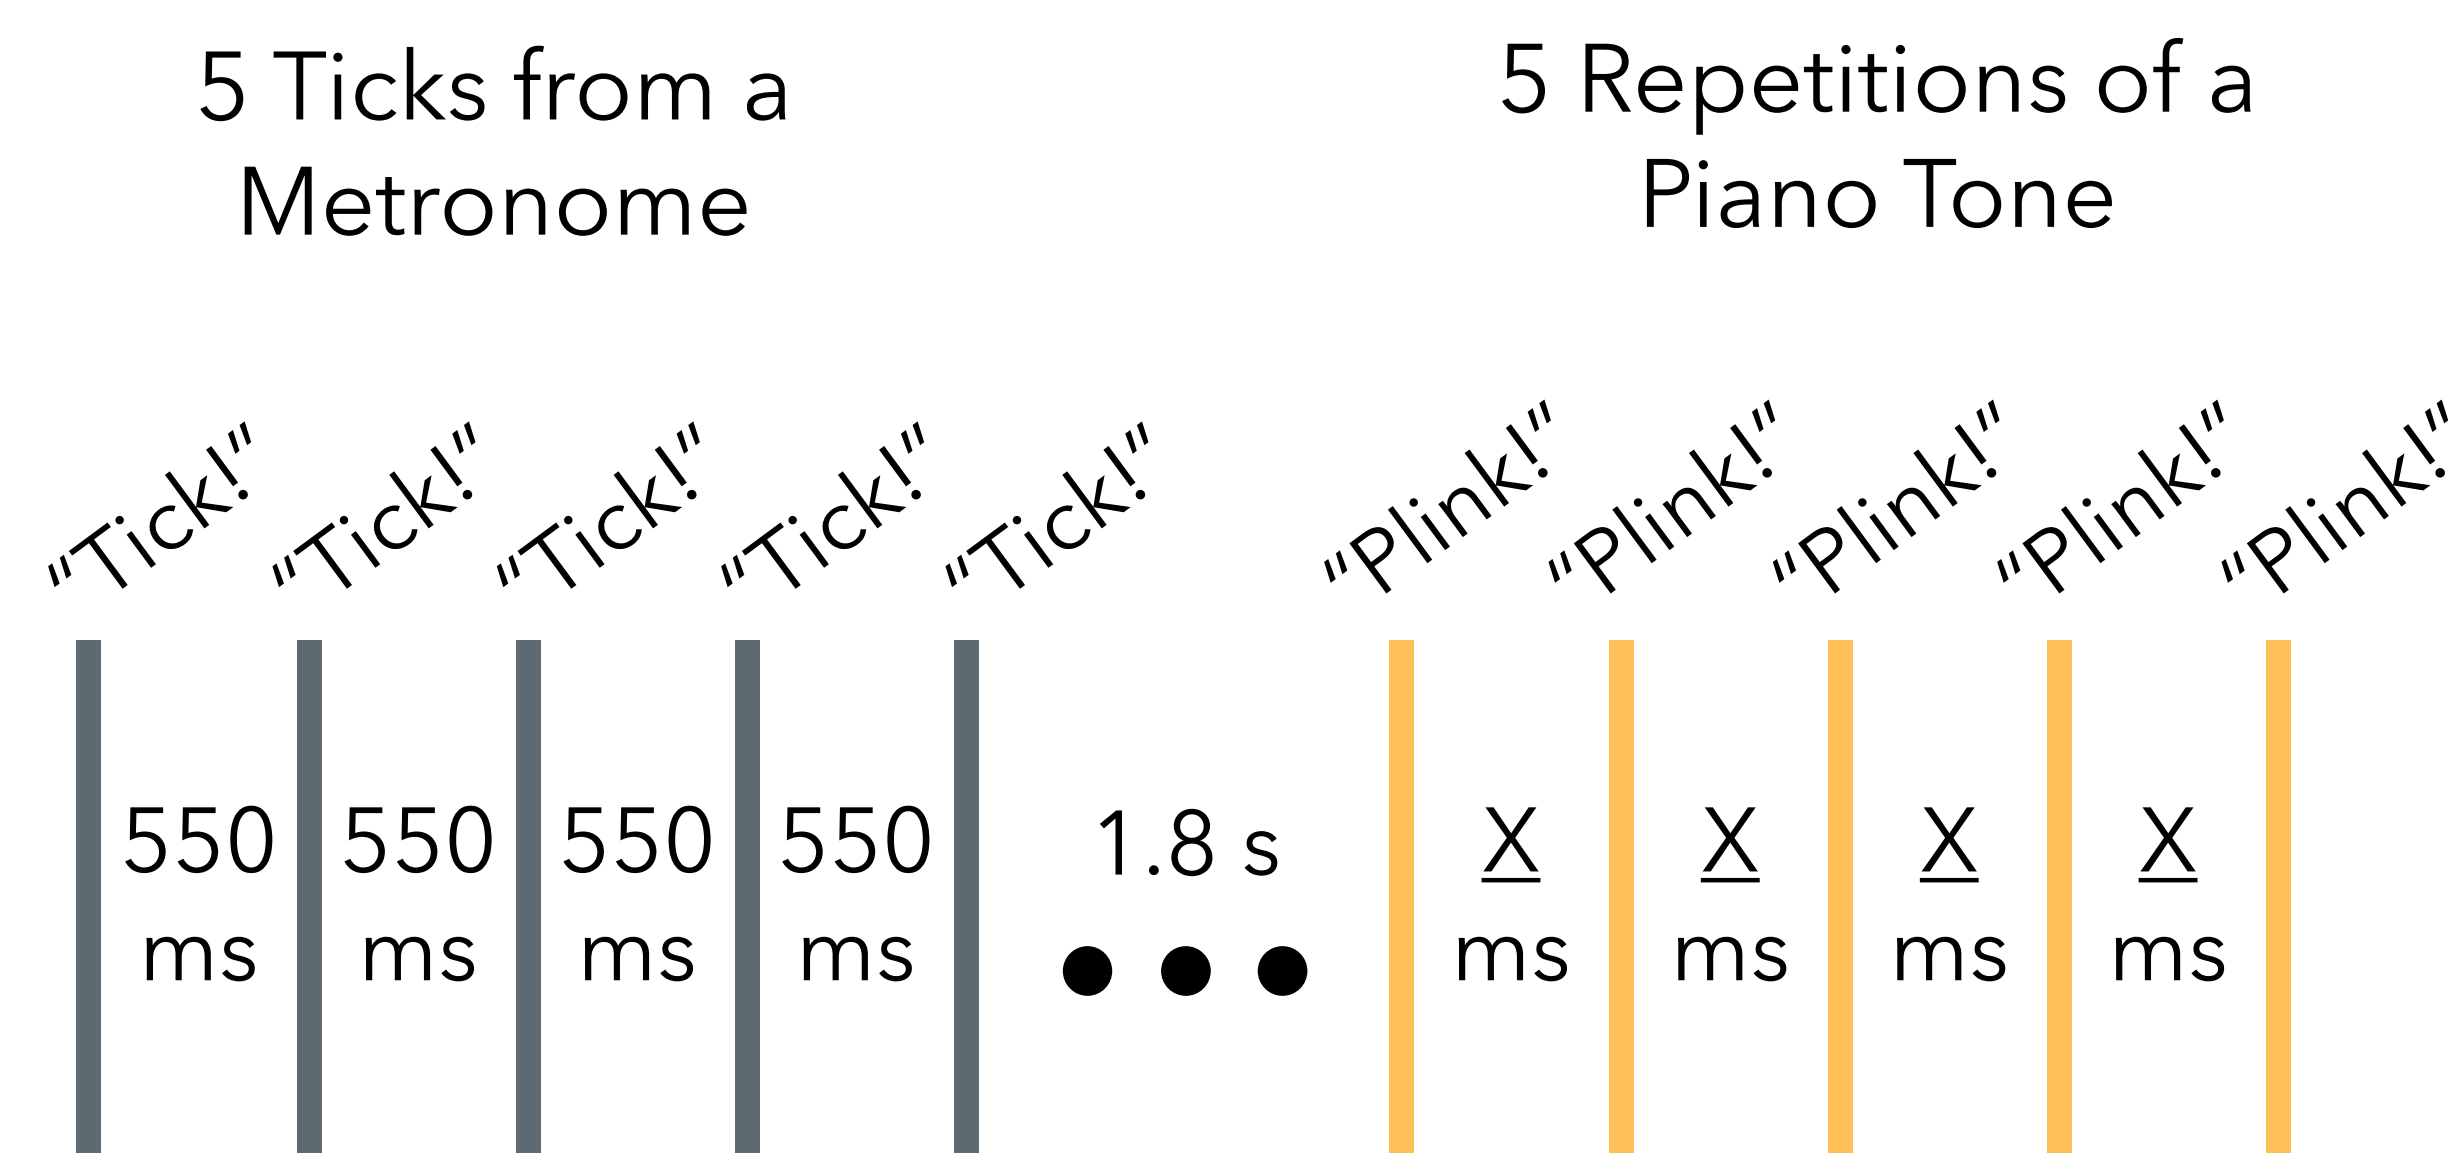 5 Ticks from a
Metronome
5 Repetitions of a
Piano Tone
"Tick!" "Tick!" "Tick!" "Tick!" "Tick!" "Plink!" "Plink!" "Plink!" "Plink!" "Plink!"
550 550 550 550 1.8 s X X X X
ms ms ms ms ms ms ms ms